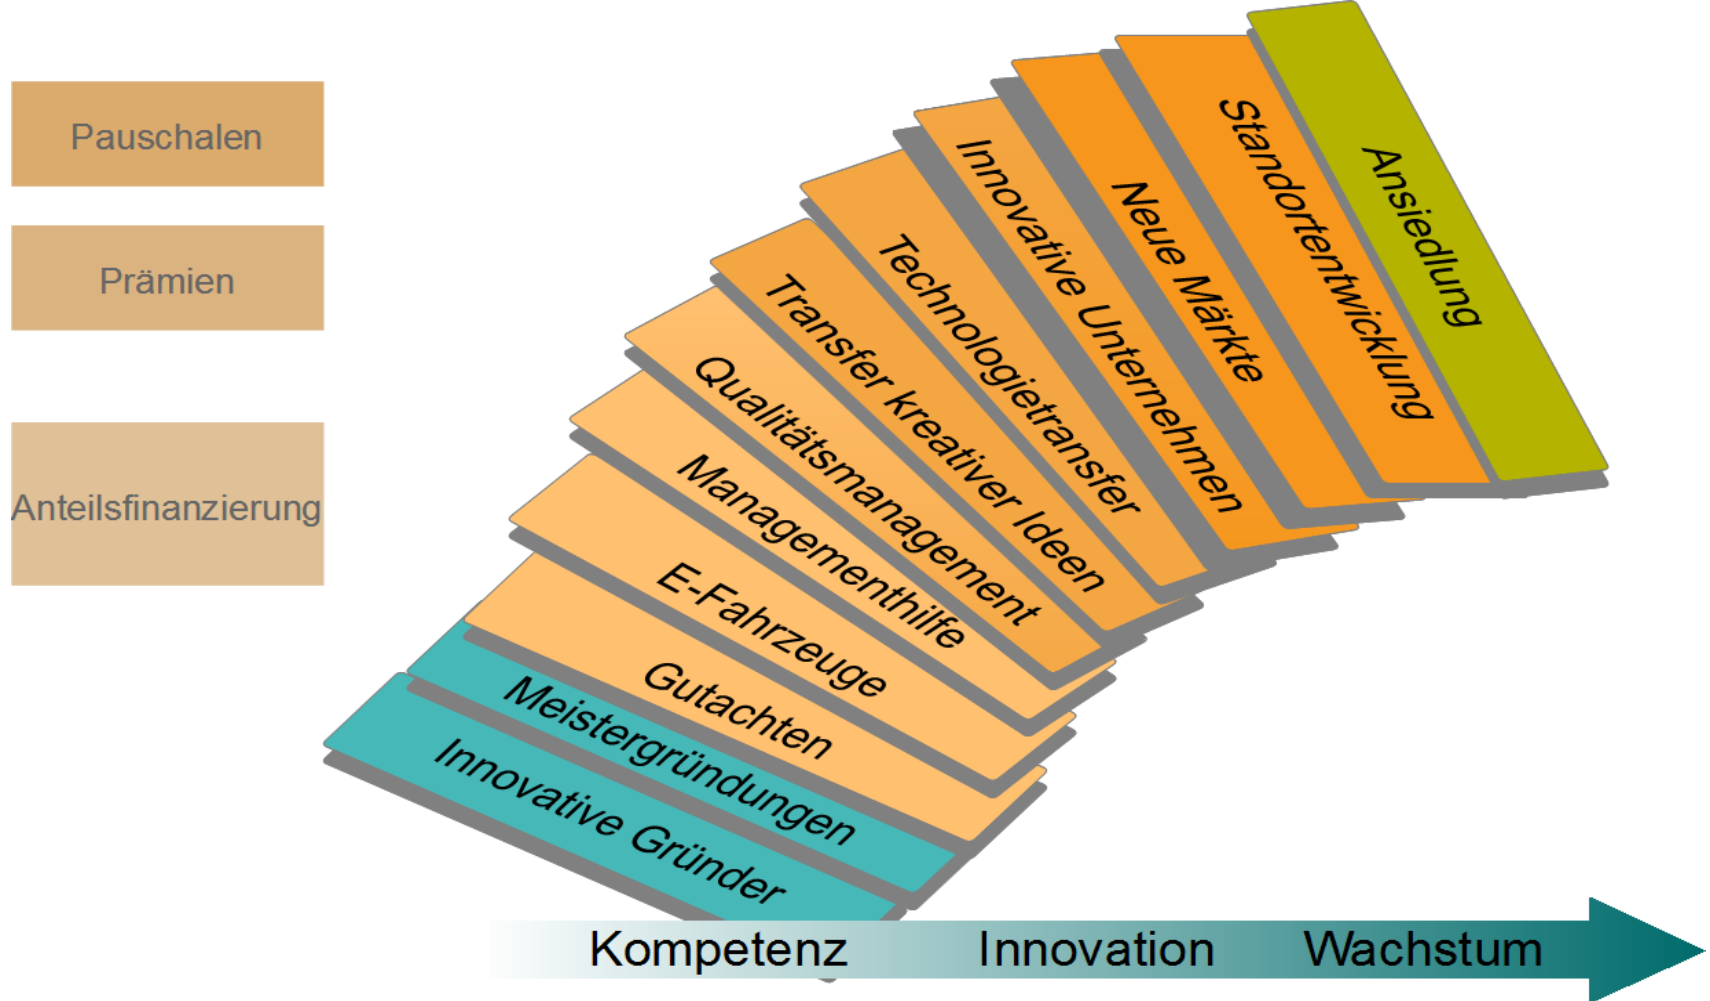 Pauschalen
Prämien
Anteilsfinanzierung
Innovative Gründer
Meistergründungen
Gutachten
E-Fahrzeuge
Managementhilfe
Qualitätsmanagement
Transfer kreativer Ideen
Technologietransfer
Innovative Unternehmen
Neue Märkte
Standortentwicklung
Ansiedlung
Kompetenz Innovation Wachstum